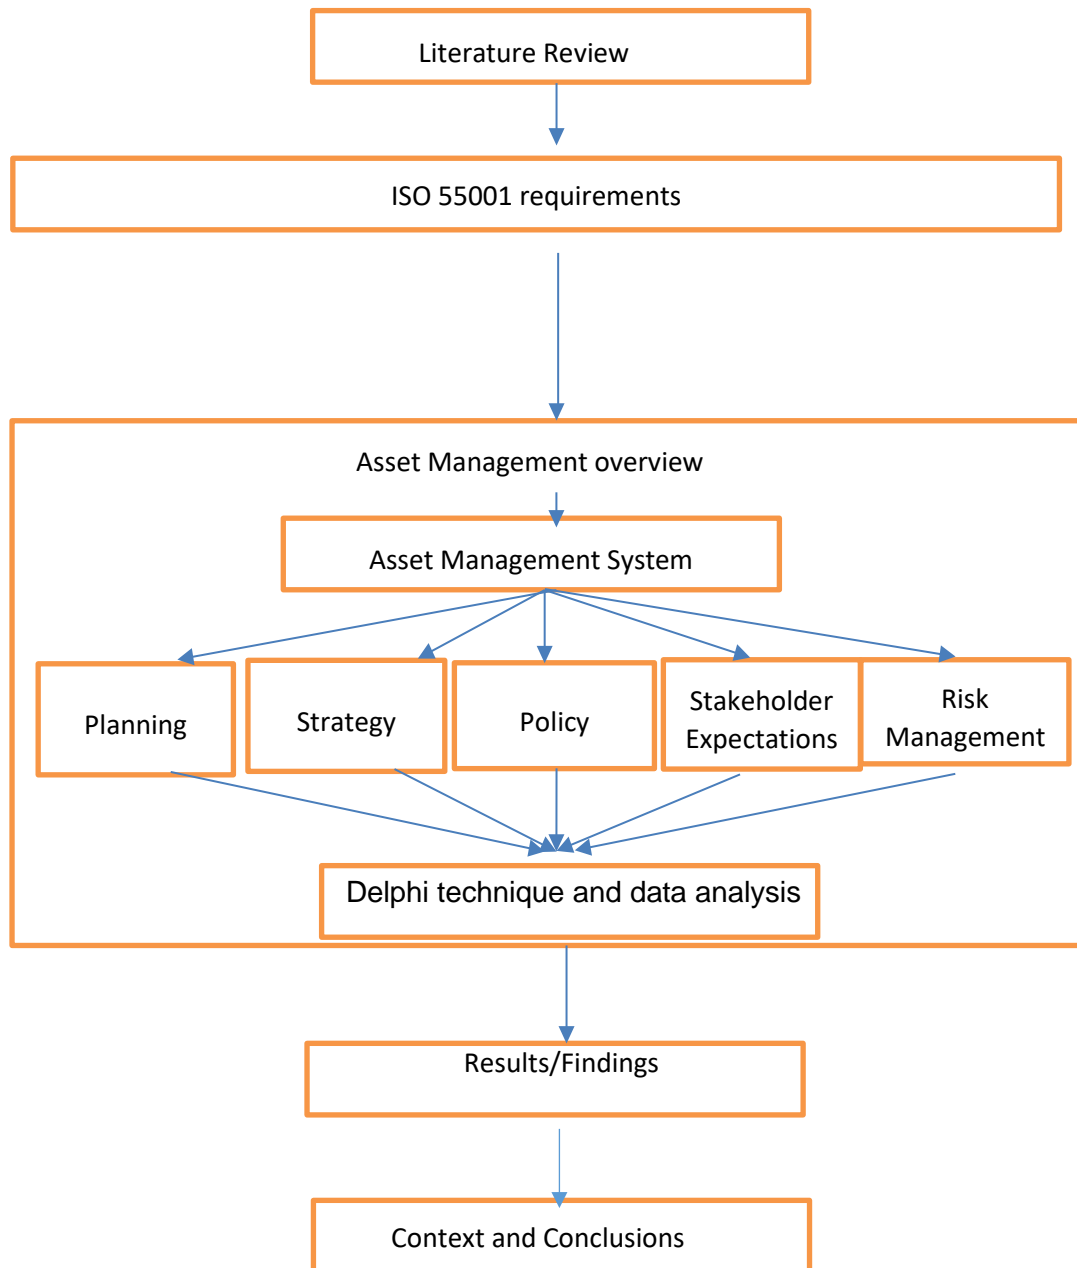 Literature Review
ISO 55001 requirements
Asset Management overview
Asset Management System
Planning
Strategy
Policy
Stakeholder
Expectations
Risk
Management
Delphi technique and data analysis
Results/Findings
Context and Conclusions